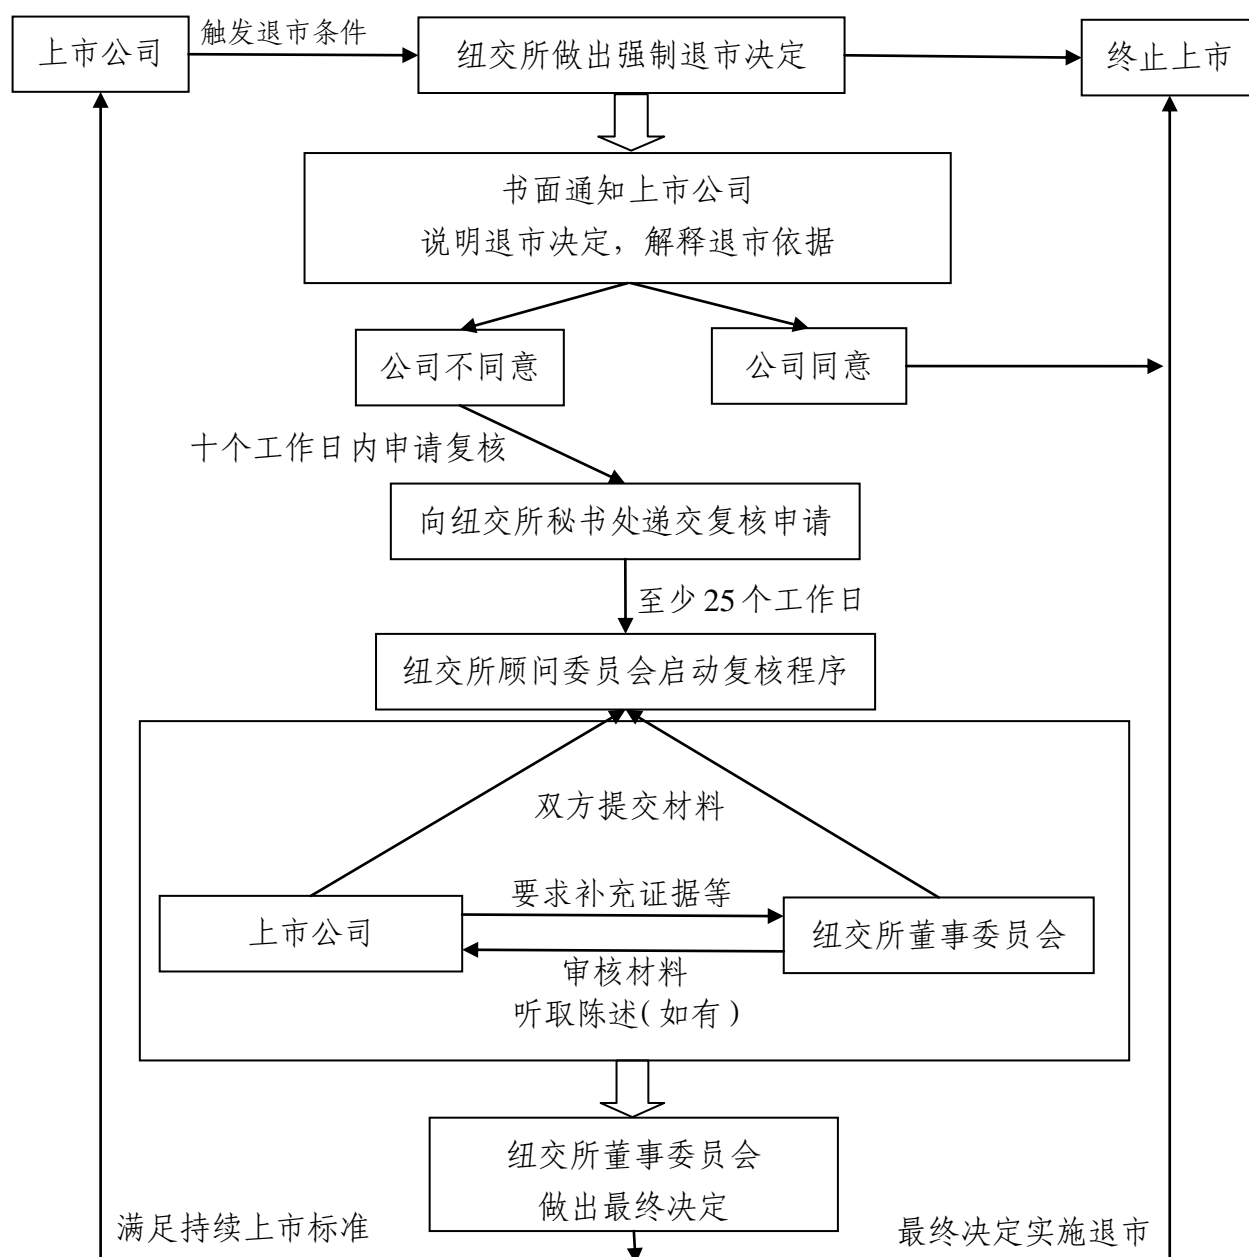 上市公司
触发退市条件
纽交所做出强制退市决定
终止上市
书面通知上市公司
说明退市决定，解释退市依据
公司不同意
公司同意
十个工作日内申请复核
向纽交所秘书处递交复核申请
至少25个工作日
纽交所顾问委员会启动复核程序
双方提交材料
要求补充证据等
上市公司
纽交所董事委员会
审核材料
听取陈述(如有)
纽交所董事委员会
做出最终决定
满足持续上市标准
最终决定实施退市